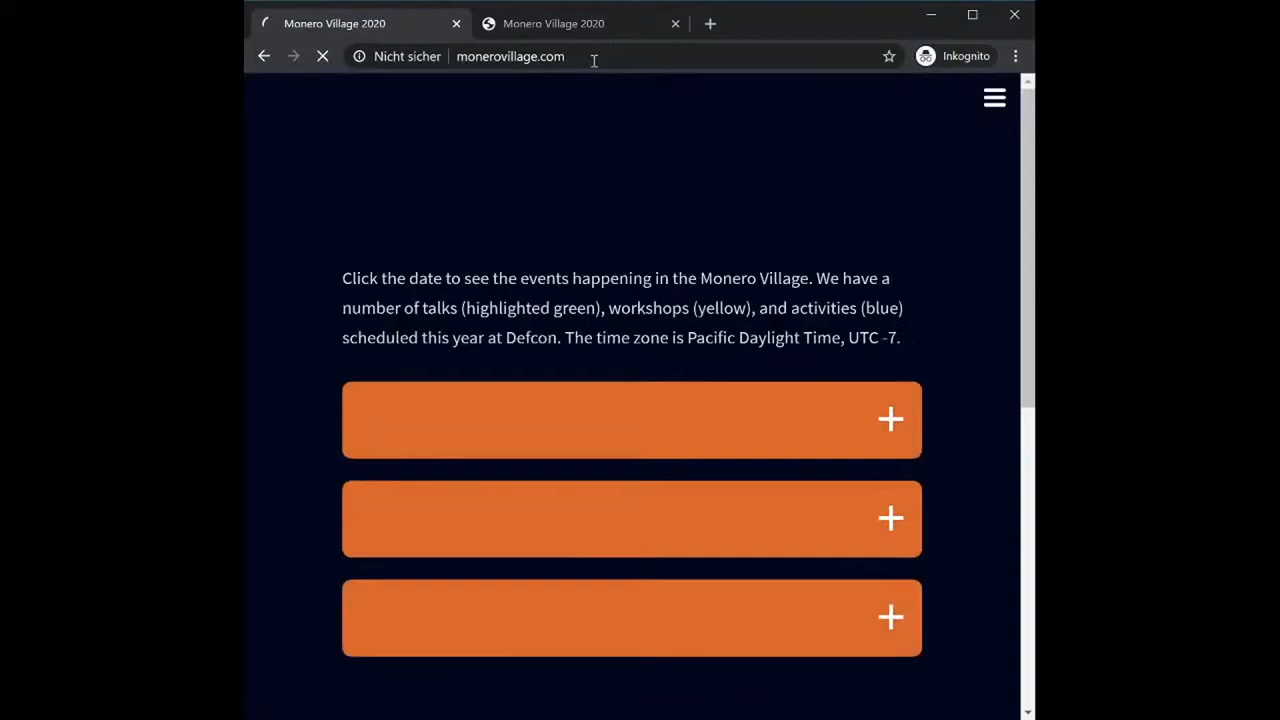 Monero Village 2020
Monero Village 2020
Nicht sicher
monerovillage.com
Inkognito
Click the date to see the events happening in the Monero Village. We have a
number of talks (highlighted green), workshops (yellow), and activities (blue)
scheduled this year at Defcon. The time zone is Pacific Daylight Time, UTC -7.